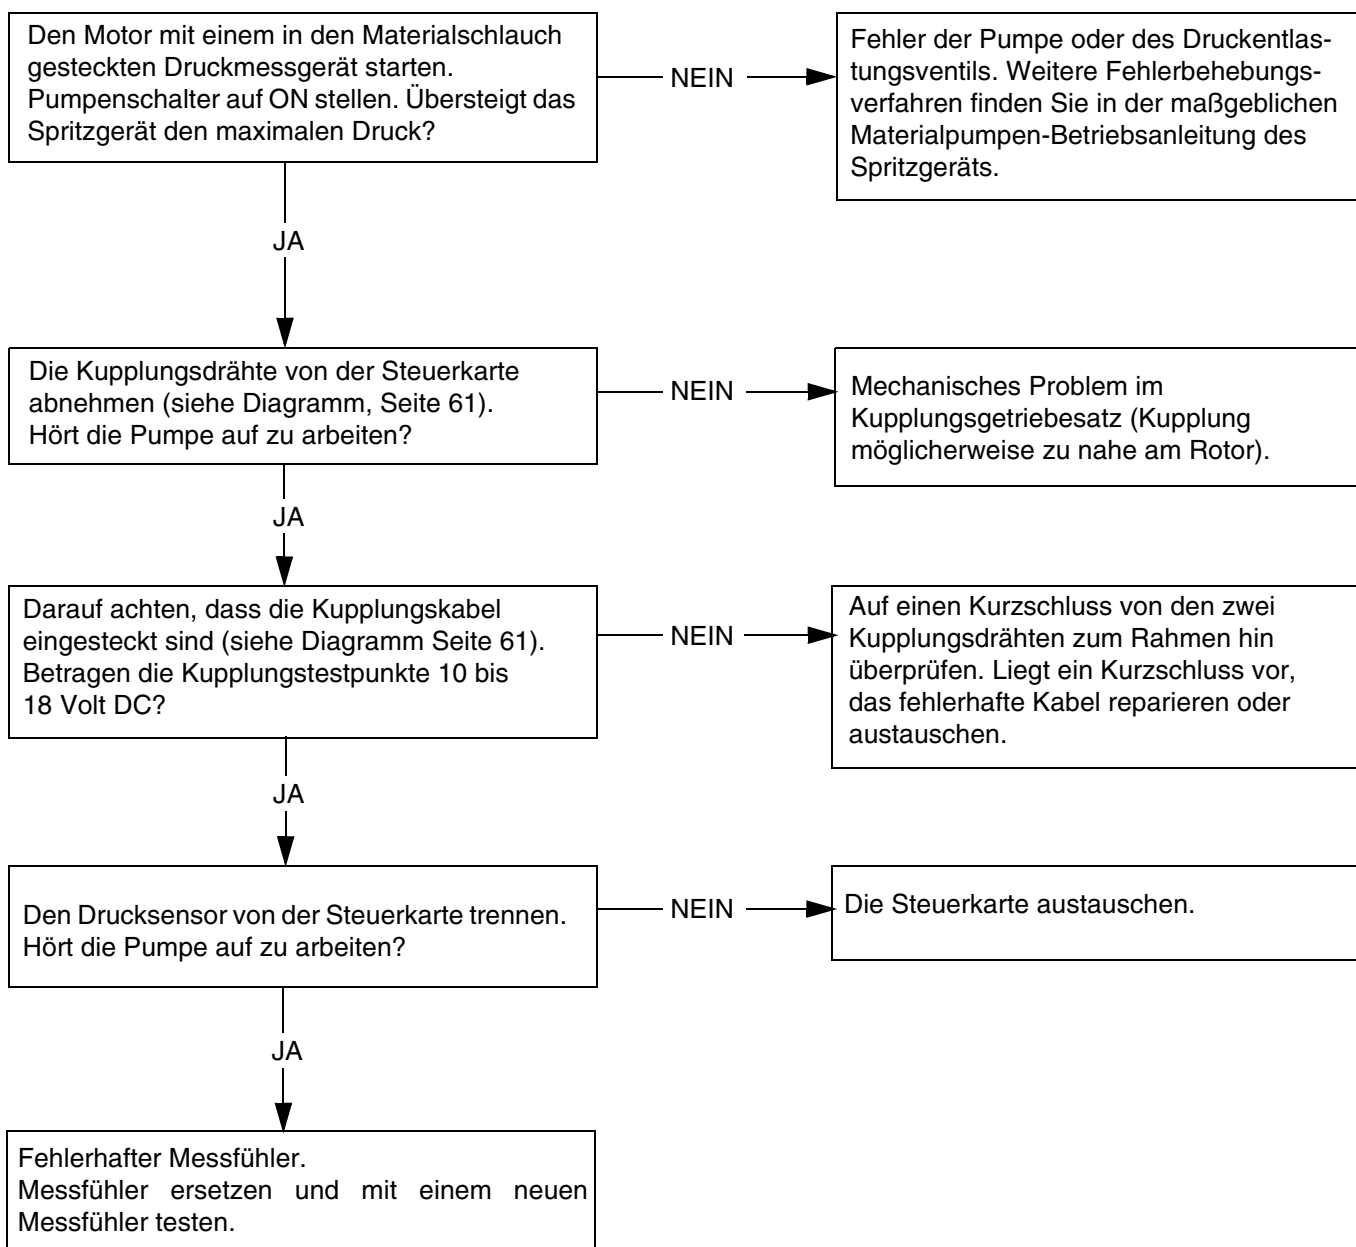 Den Motor mit einem in den Materialschlauch
gesteckten Druckmessgerät starten.
Pumpenschalter auf ON stellen. Übersteigt das
Spritzgerät den maximalen Druck?
NEIN
Fehler der Pumpe oder des Druckentlas-
tungsventils. Weitere Fehlerbehebungs-
verfahren finden Sie in der maßgeblichen
Materialpumpen-Betriebsanleitung des
Spritzgeräts.
JA
Die Kupplungsdrähte von der Steuerkarte
abnehmen (siehe Diagramm, Seite 61).
Hört die Pumpe auf zu arbeiten?
NEIN
Mechanisches Problem im
Kupplungsgetriebesatz (Kupplung
möglicherweise zu nahe am Rotor).
JA
Darauf achten, dass die Kupplungskabel
eingesteckt sind (siehe Diagramm Seite 61).
Betragen die Kupplungstestpunkte 10 bis
18 Volt DC?
NEIN
Auf einen Kurzschluss von den zwei
Kupplungsdrähten zum Rahmen hin
überprüfen. Liegt ein Kurzschluss vor,
das fehlerhafte Kabel reparieren oder
austauschen.
JA
Den Drucksensor von der Steuerkarte trennen.
Hört die Pumpe auf zu arbeiten?
NEIN
Die Steuerkarte austauschen.
JA
Fehlerhafter Messfühler.
Messfühler ersetzen und mit einem neuen
Messfühler testen.